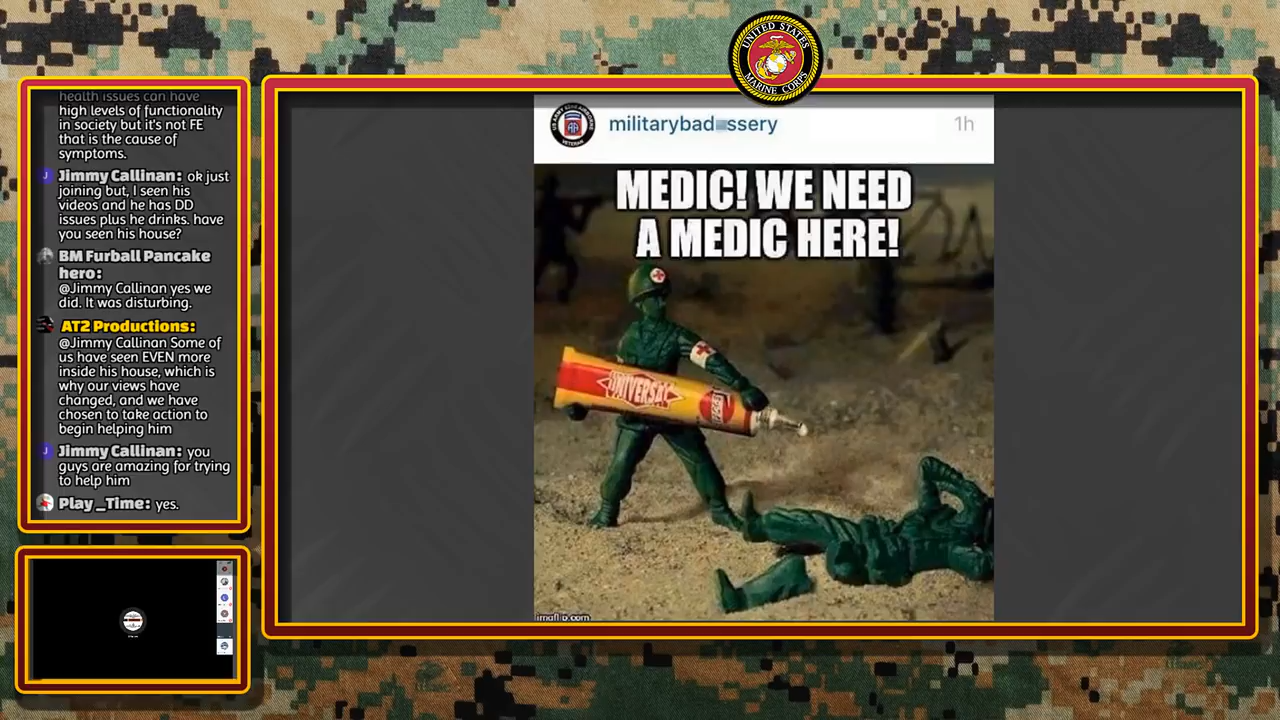 UNITED STATES
MARINE CORPS
health issues can have
high levels of functionality
in society but it's not FE
that is the cause of
symptoms.
J Jimmy Callinan: ok just
joining but, I seen his
videos and he has DD
issues plus he drinks. have
you seen his house?
BM Furball Pancake
hero:
@Jimmy Callinan yes we
did. It was disturbing.
AT2 Productions:
@Jimmy Callinan Some of
us have seen EVEN more
inside his house, which is
why our views have
changed, and we have
chosen to take action to
begin helping him
J Jimmy Callinan: you
guys are amazing for trying
to help him
Play_Time: yes.
VETERAN
militarybad ssery
1h
MEDIC! WE NEED
A MEDIC HERE!
UNIVERSAL
imgflip.com